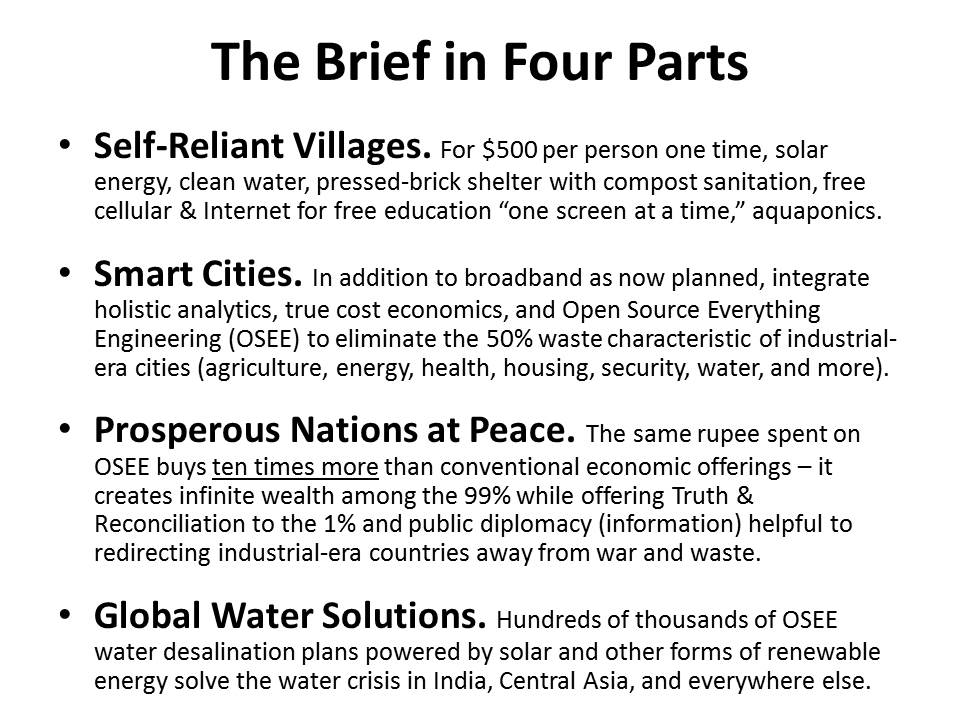 The Brief in Four Parts
• Self-Reliant Villages. For $500 per person one time, solar
energy, clean water, pressed-brick shelter with compost sanitation, free
cellular & Internet for free education “one screen at a time,” aquaponics.
• Smart Cities. In addition to broadband as now planned, integrate
holistic analytics, true cost economics, and Open Source Everything
Engineering (OSEE) to eliminate the 50% waste characteristic of industrial-
era cities (agriculture, energy, health, housing, security, water, and more).
• Prosperous Nations at Peace. The same rupee spent on
OSEE buys ten times more than conventional economic offerings – it
creates infinite wealth among the 99% while offering Truth &
Reconciliation to the 1% and public diplomacy (information) helpful to
redirecting industrial-era countries away from war and waste.
• Global Water Solutions. Hundreds of thousands of OSEE
water desalination plans powered by solar and other forms of renewable
energy solve the water crisis in India, Central Asia, and everywhere else.